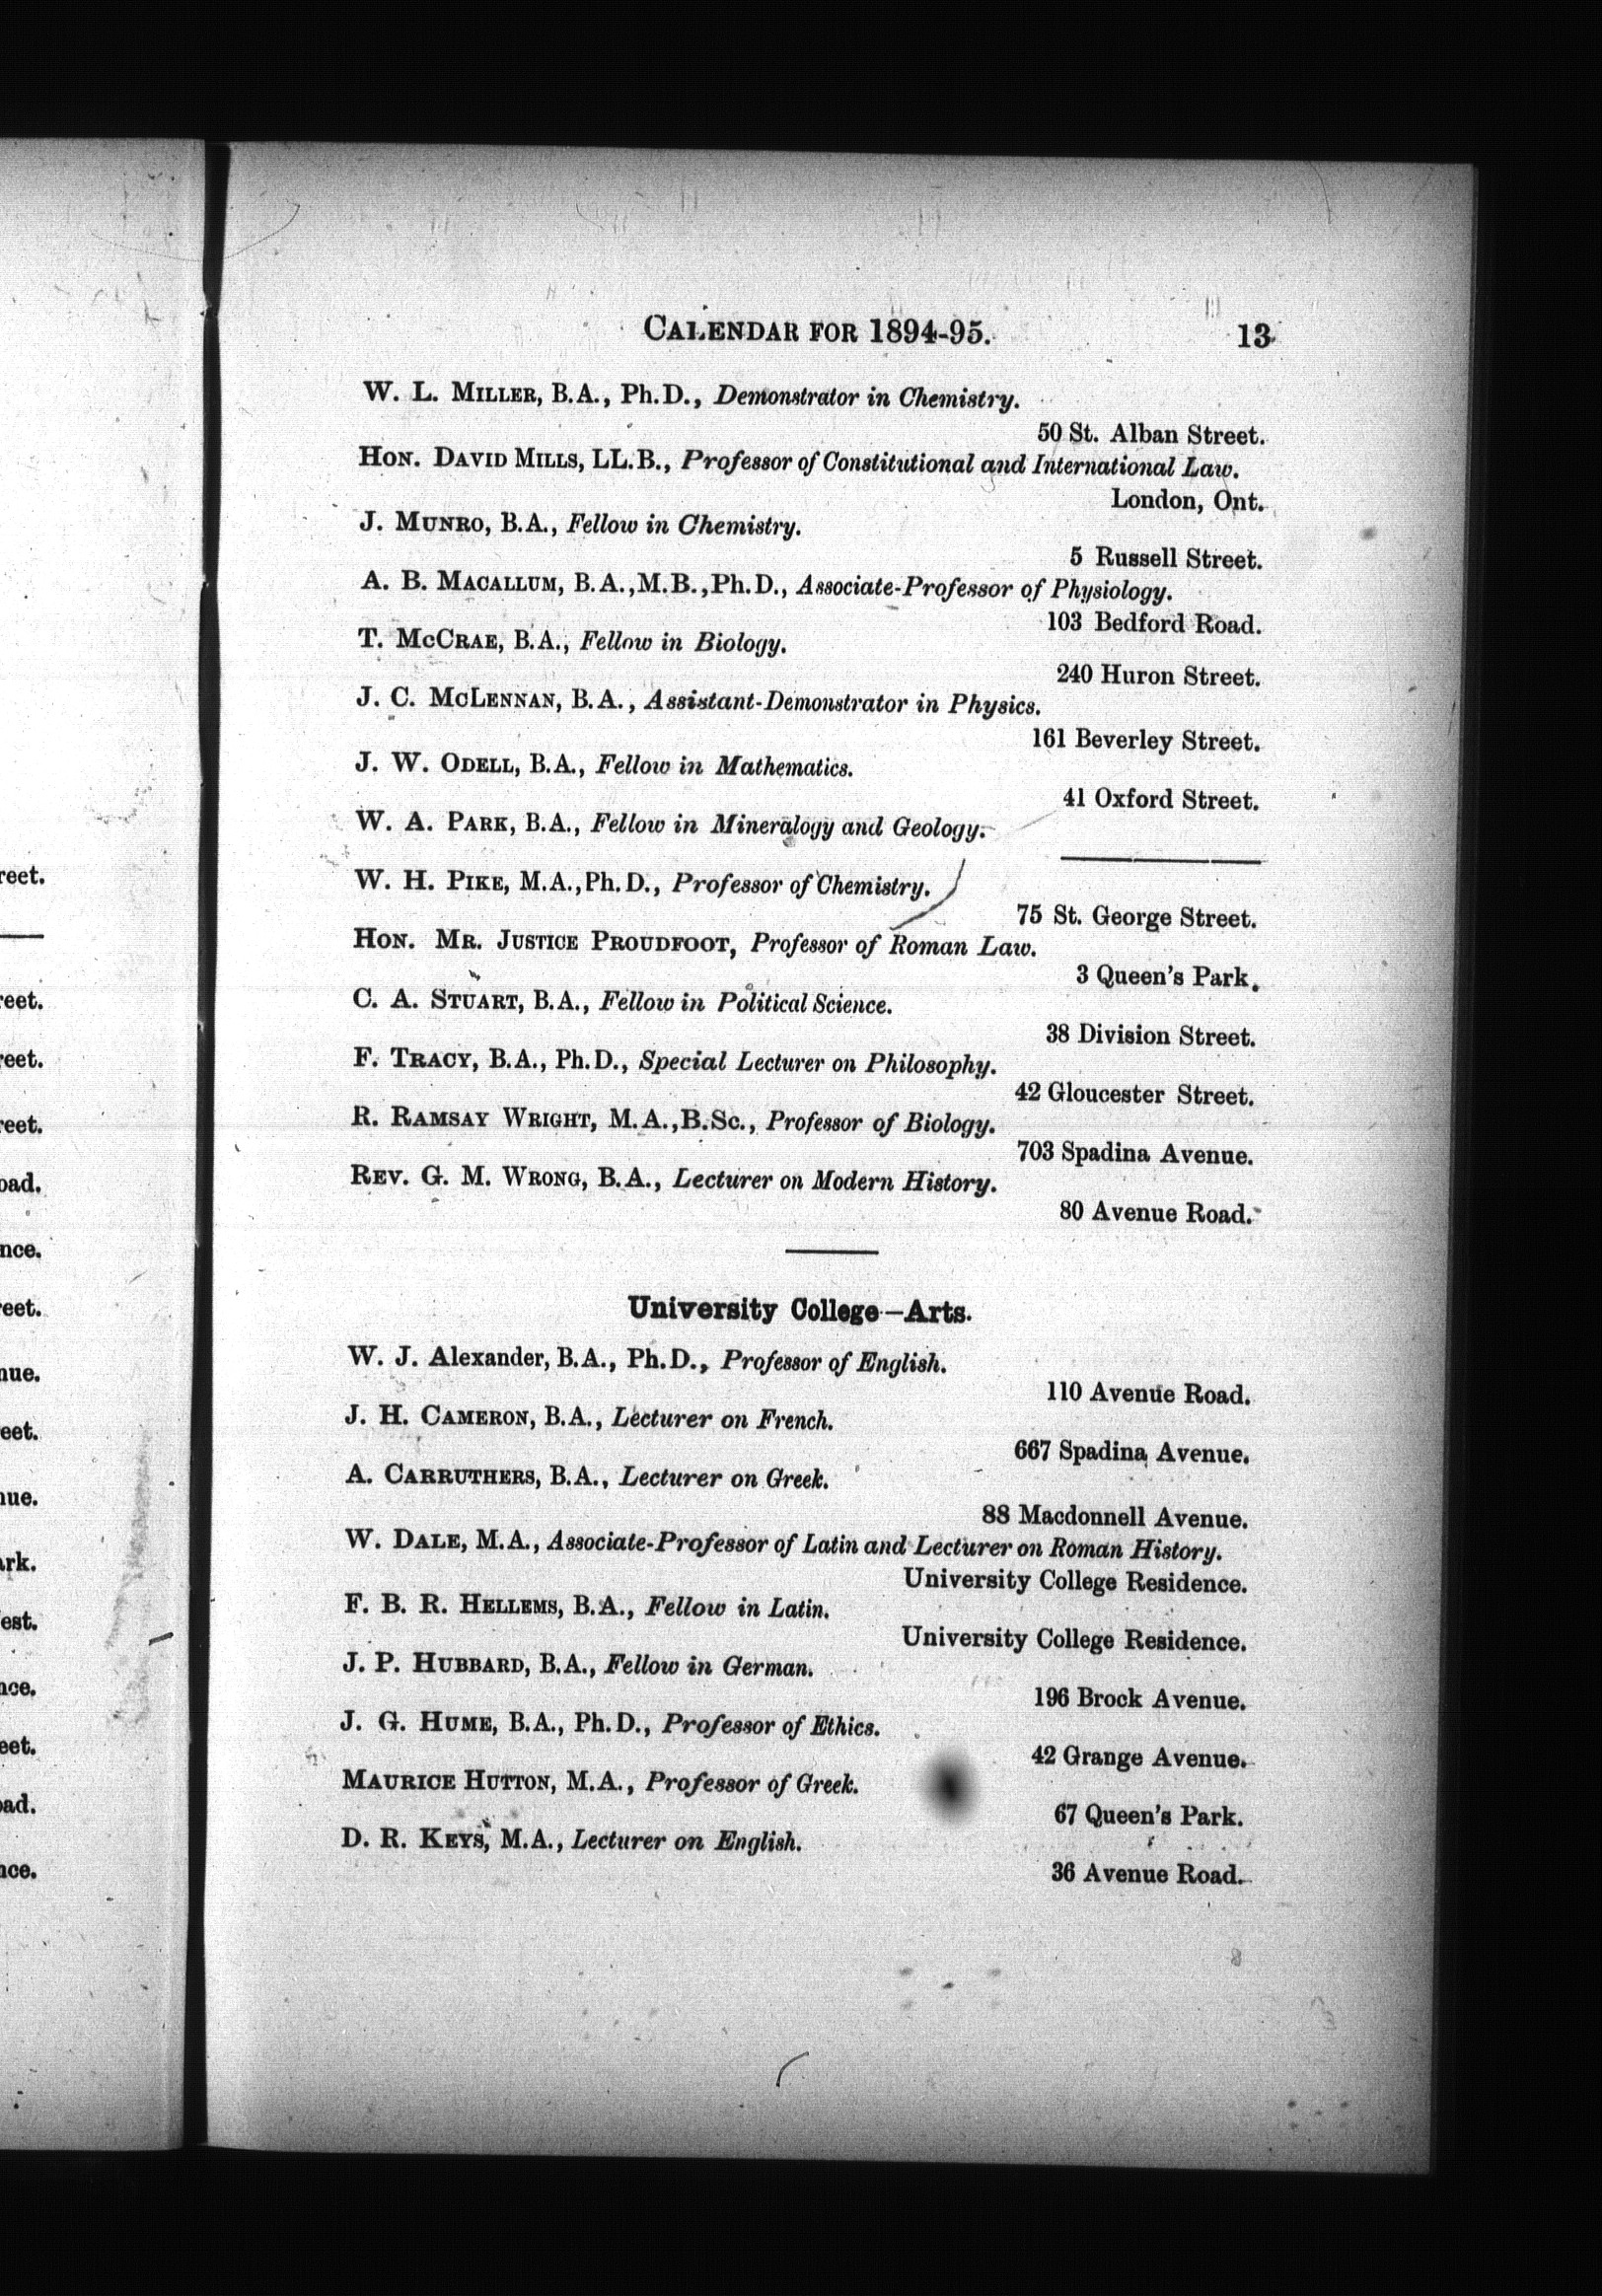 CALENDAR FOR 1894-95. 13
W. L. MILLER, B.A., Ph.D., Demonstrator in Chemistry.
50 St. Alban Street.
HON. DAVID MILLS, LL.B., Professor of Constitutional and International Law.
London, Ont.
J. MUNRO, B.A., Fellow in Chemistry.
5 Russell Street.
A. B. MACALLUM, B.A.,M.B.,Ph.D., Associate-Professor of Physiology.
103 Bedford Road.
T. MCCRAE, B.A., Fellow in Biology.
240 Huron Street.
J. C. MCLENNAN, B.A., Assistant-Demonstrator in Physics.
161 Beverley Street.
J. W. ODELL, B.A., Fellow in Mathematics.
41 Oxford Street.
W. A. PARK, B.A., Fellow in Mineralogy and Geology.
W. H. PIKE, M.A.,Ph.D., Professor of Chemistry.
75 St. George Street.
HON. MR. JUSTICE PROUDFOOT, Professor of Roman Law.
3 Queen's Park.
C. A. STUART, B.A., Fellow in Political Science.
38 Division Street.
F. TRACY, B.A., Ph.D., Special Lecturer on Philosophy.
42 Gloucester Street.
R. RAMSAY WRIGHT, M.A.,B.Sc., Professor of Biology.
703 Spadina Avenue.
REV. G. M. WRONG, B.A., Lecturer on Modern History.
80 Avenue Road.
University College—Arts.
W. J. Alexander, B.A., Ph.D., Professor of English.
110 Avenue Road.
J. H. CAMERON, B.A., Lecturer on French.
667 Spadina Avenue.
A. CARRUTHERS, B.A., Lecturer on Greek.
88 Macdonnell Avenue.
W. DALE, M.A., Associate-Professor of Latin and Lecturer on Roman History.
University College Residence.
F. B. R. HELLEMS, B.A., Fellow in Latin.
University College Residence.
J. P. HUBBARD, B.A., Fellow in German.
196 Brock Avenue.
J. G. HUME, B.A., Ph.D., Professor of Ethics.
42 Grange Avenue.
MAURICE HUTTON, M.A., Professor of Greek.
67 Queen's Park.
D. R. KEYS, M.A., Lecturer on English.
36 Avenue Road.